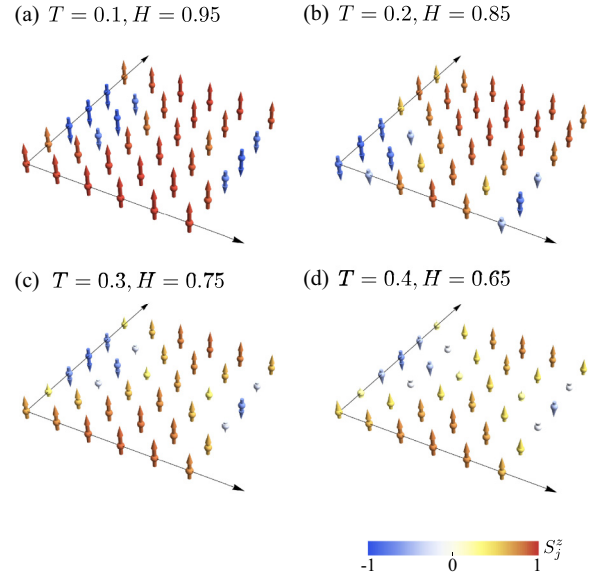 (a) T = 0.1, H = 0.95
(b) T = 0.2, H = 0.85
(c) T = 0.3, H = 0.75
(d) T = 0.4, H = 0.65
S_j^z
-1 0 1